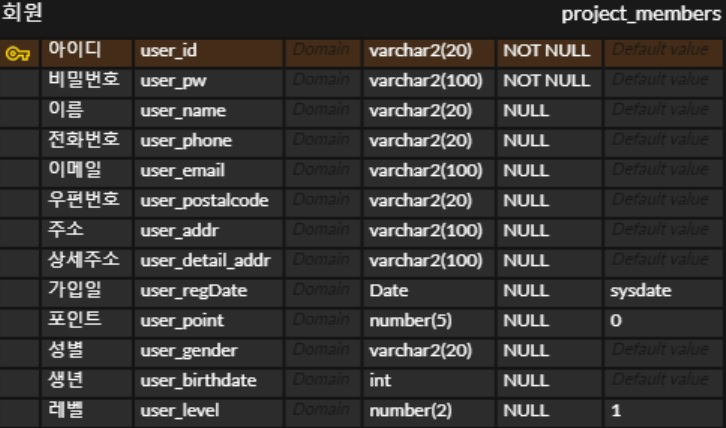 회원 project_members
아이디 user_id Domain varchar2(20) NOT NULL Default value
비밀번호 user_pw Domain varchar2(100) NOT NULL Default value
이름 user_name Domain varchar2(20) NULL Default value
전화번호 user_phone Domain varchar2(20) NULL Default value
이메일 user_email Domain varchar2(100) NULL Default value
우편번호 user_postalcode Domain varchar2(20) NULL Default value
주소 user_addr Domain varchar2(100) NULL Default value
상세주소 user_detail_addr Domain varchar2(100) NULL Default value
가입일 user_regDate Domain Date NULL sysdate
포인트 user_point Domain number(5) NULL 0
성별 user_gender Domain varchar2(20) NULL Default value
생년 user_birthdate Domain int NULL Default value
레벨 user_level Domain number(2) NULL 1